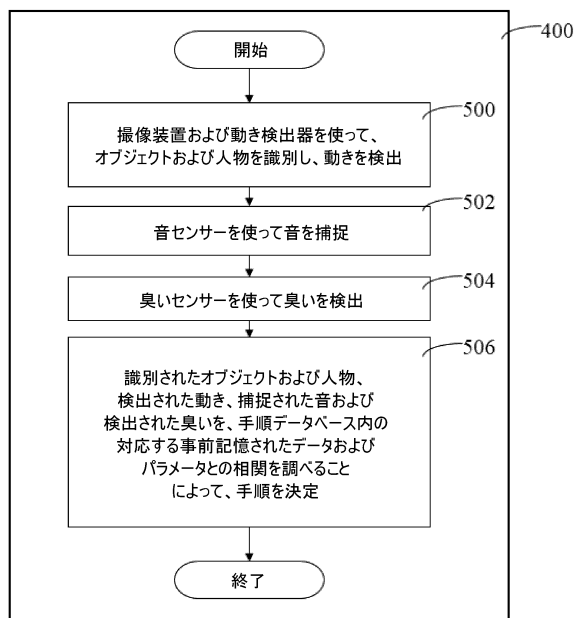 400
開始
500
撮像装置および動き検出器を使って、
オブジェクトおよび人物を識別し、動きを検出
502
音センサーを使って音を捕捉
504
臭いセンサーを使って臭いを検出
506
識別されたオブジェクトおよび人物、
検出された動き、捕捉された音および
検出された臭いを、手順データベース内の
対応する事前記憶されたデータおよび
パラメータとの相関を調べること
によって、手順を決定
終了